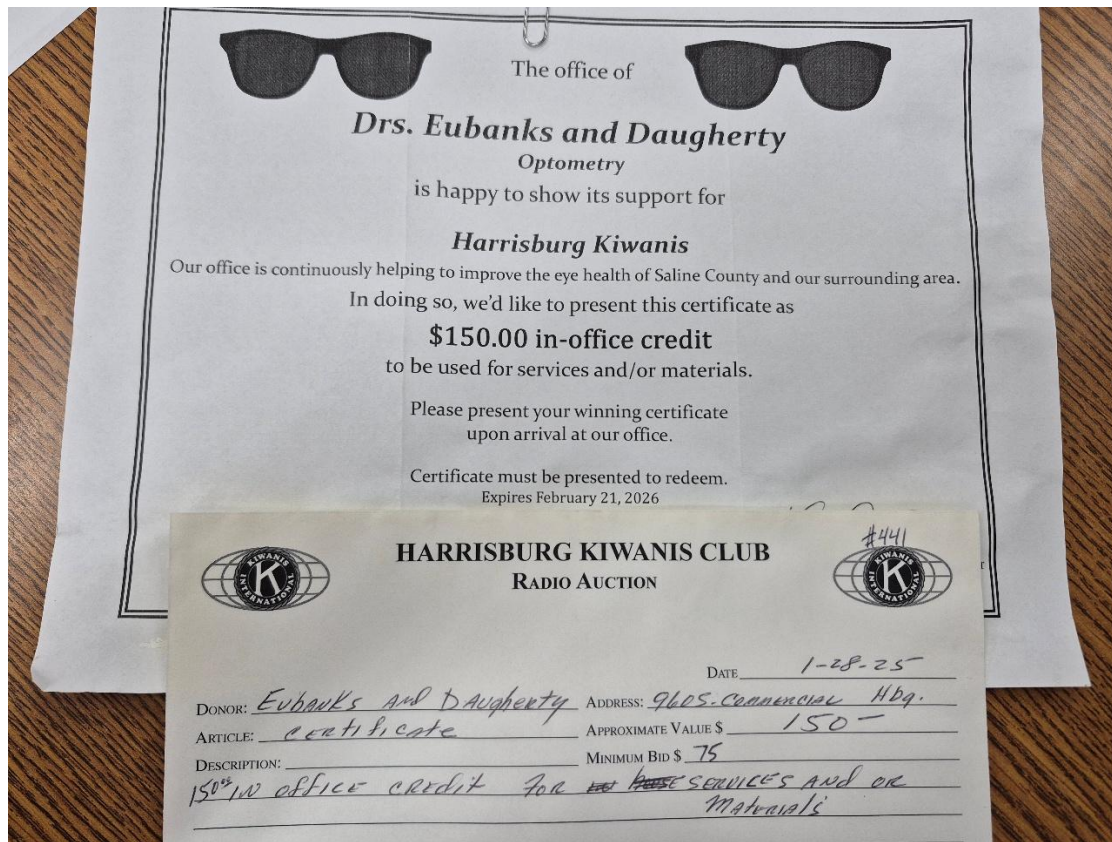 The office of
Drs. Eubanks and Daugherty
Optometry
is happy to show its support for
Harrisburg Kiwanis
Our office is continuously helping to improve the eye health of Saline County and our surrounding area.
In doing so, we'd like to present this certificate as
$150.00 in-office credit
to be used for services and/or materials.
Please present your winning certificate
upon arrival at our office.
Certificate must be presented to redeem.
Expires February 21, 2026
#441
HARRISBURG KIWANIS CLUB
RADIO AUCTION
KIWANIS K INTERNATIONAL
KIWANIS K INTERNATIONAL
DATE 1-28-25
DONOR: Eubanks And Daugherty ADDRESS: 960 S. Commercial Hbg.
ARTICLE: certificate APPROXIMATE VALUE $ 150-
DESCRIPTION: MINIMUM BID $ 75
150⁰⁰ IN office credit FOR SERVICES AND OR
Materials